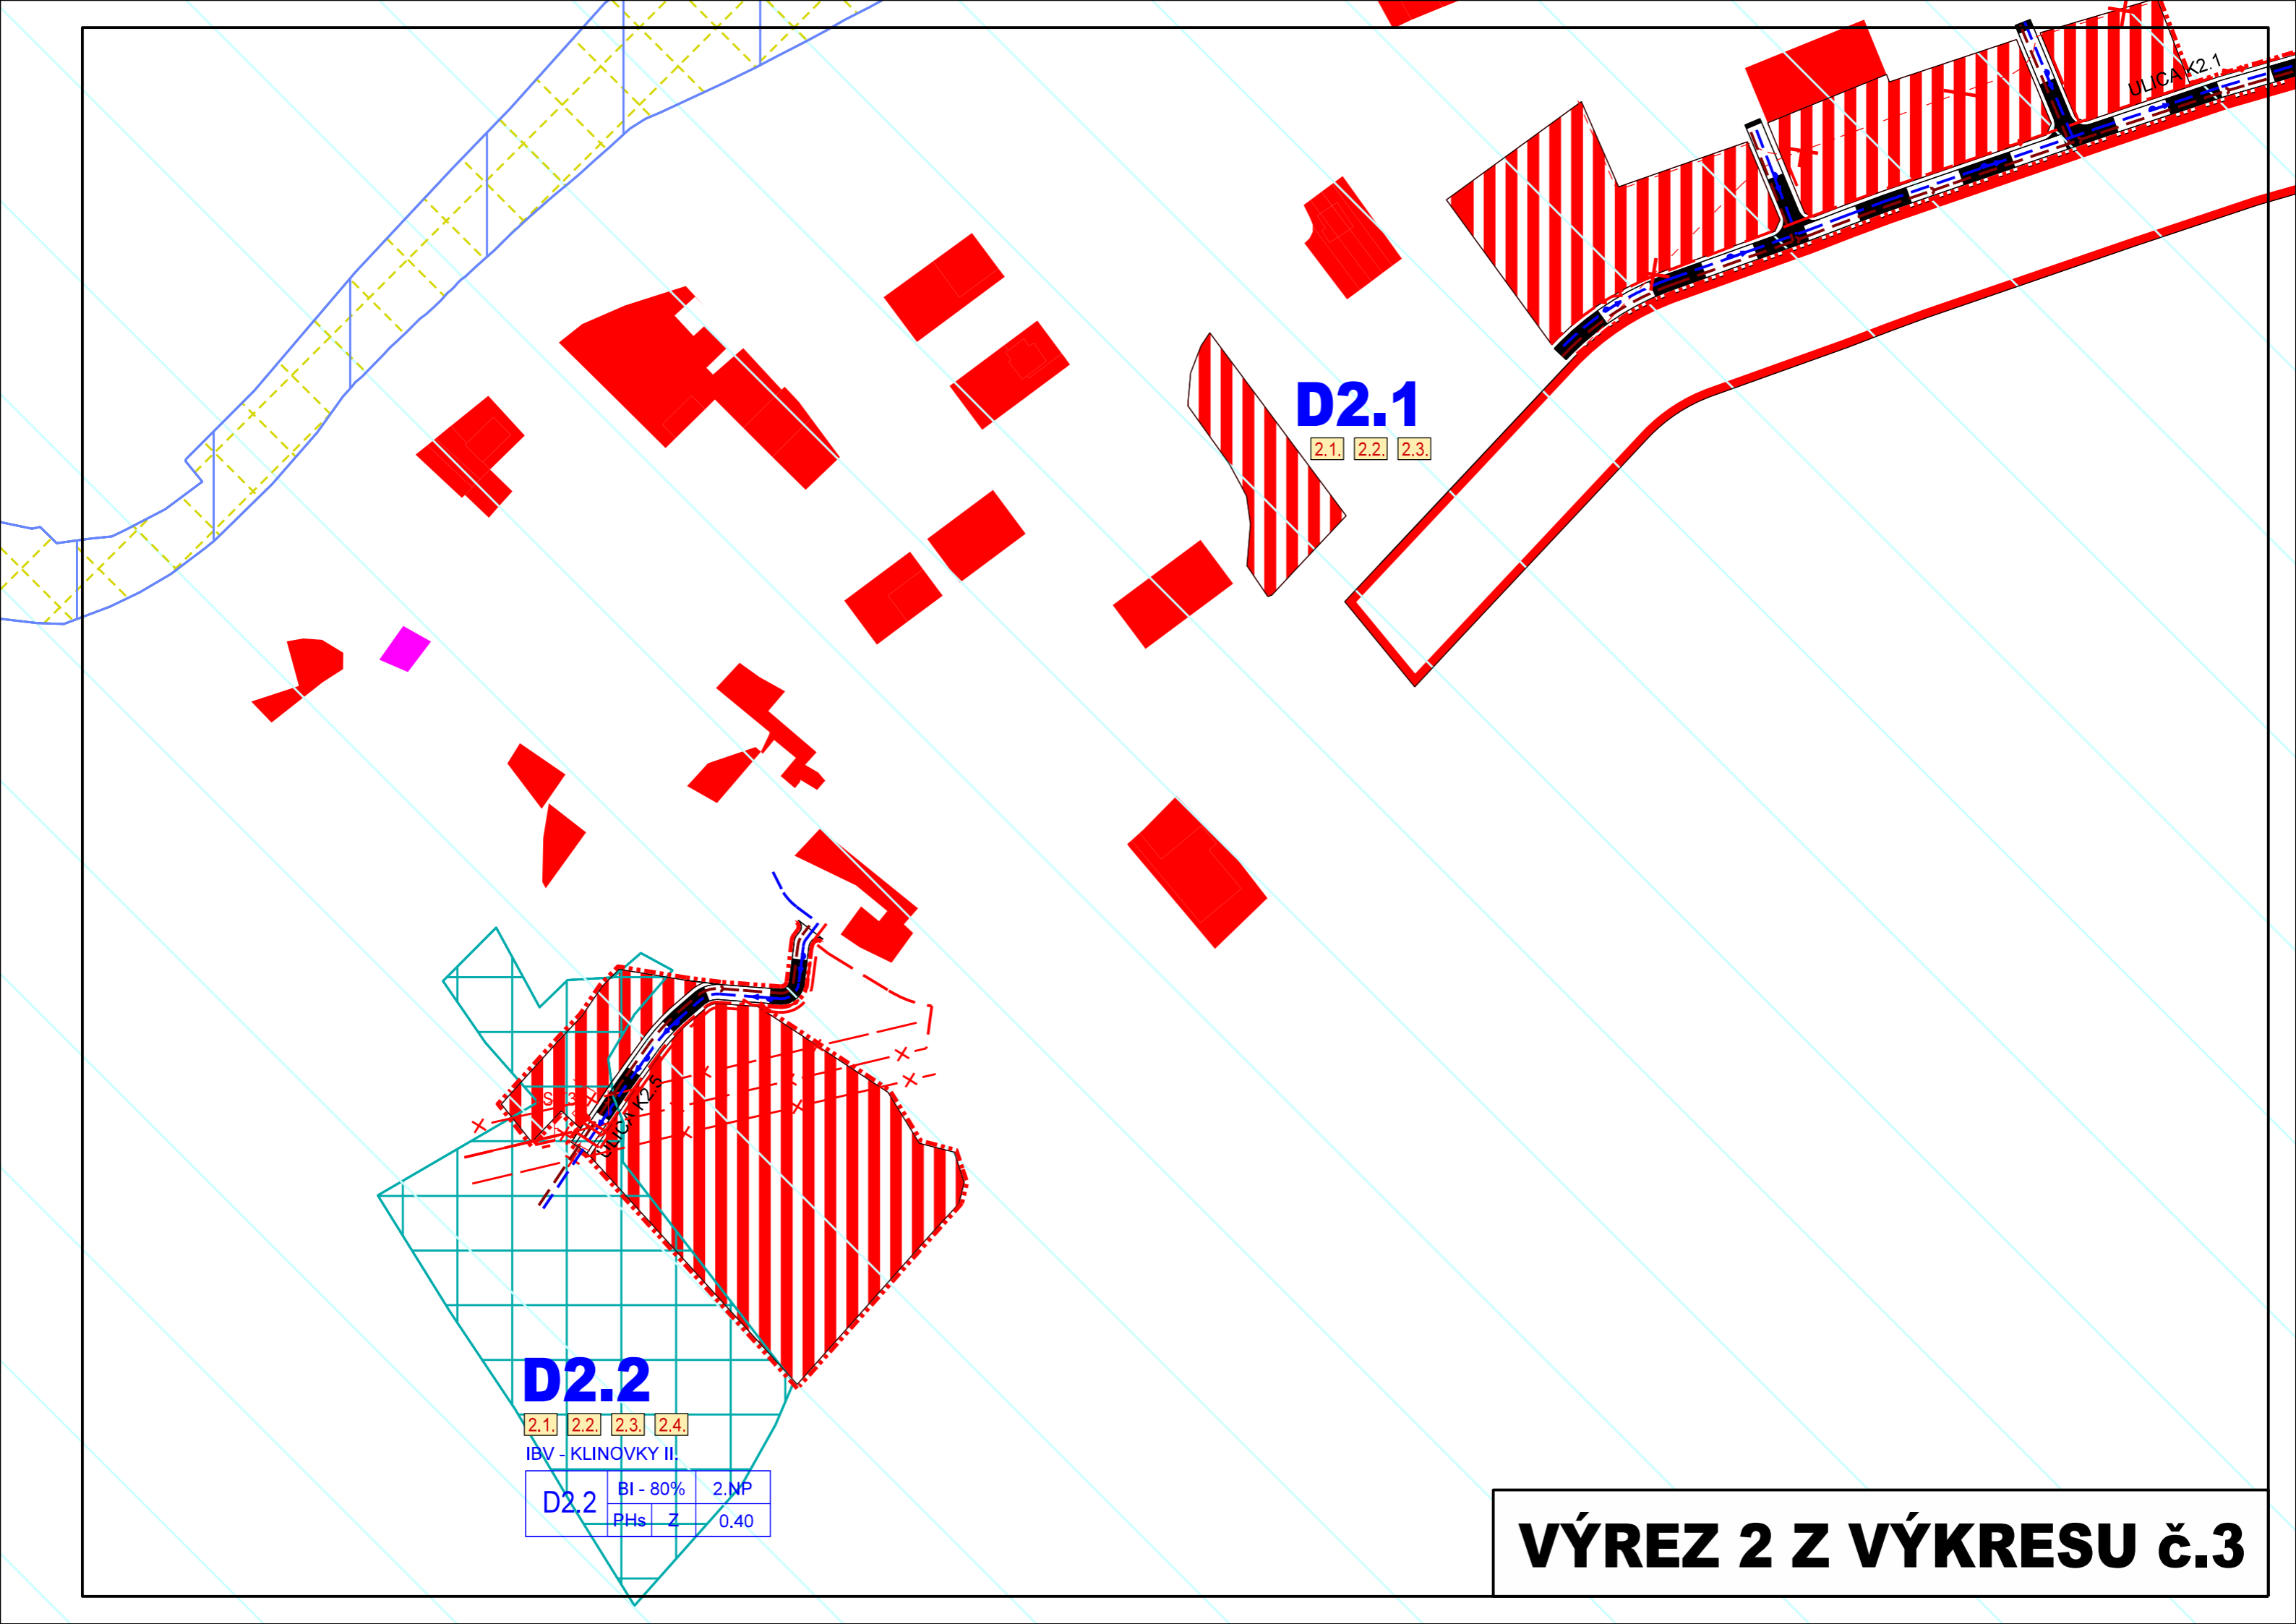 ULICA K2.1
D2.1
2.1. 2.2. 2.3.
ULICA K2.5
D2.2
2.1. 2.2. 2.3. 2.4.
IBV - KLINOVKY II.
D2.2 BI - 80% 2.NP
PHs Z 0.40
VÝREZ 2 Z VÝKRESU č.3